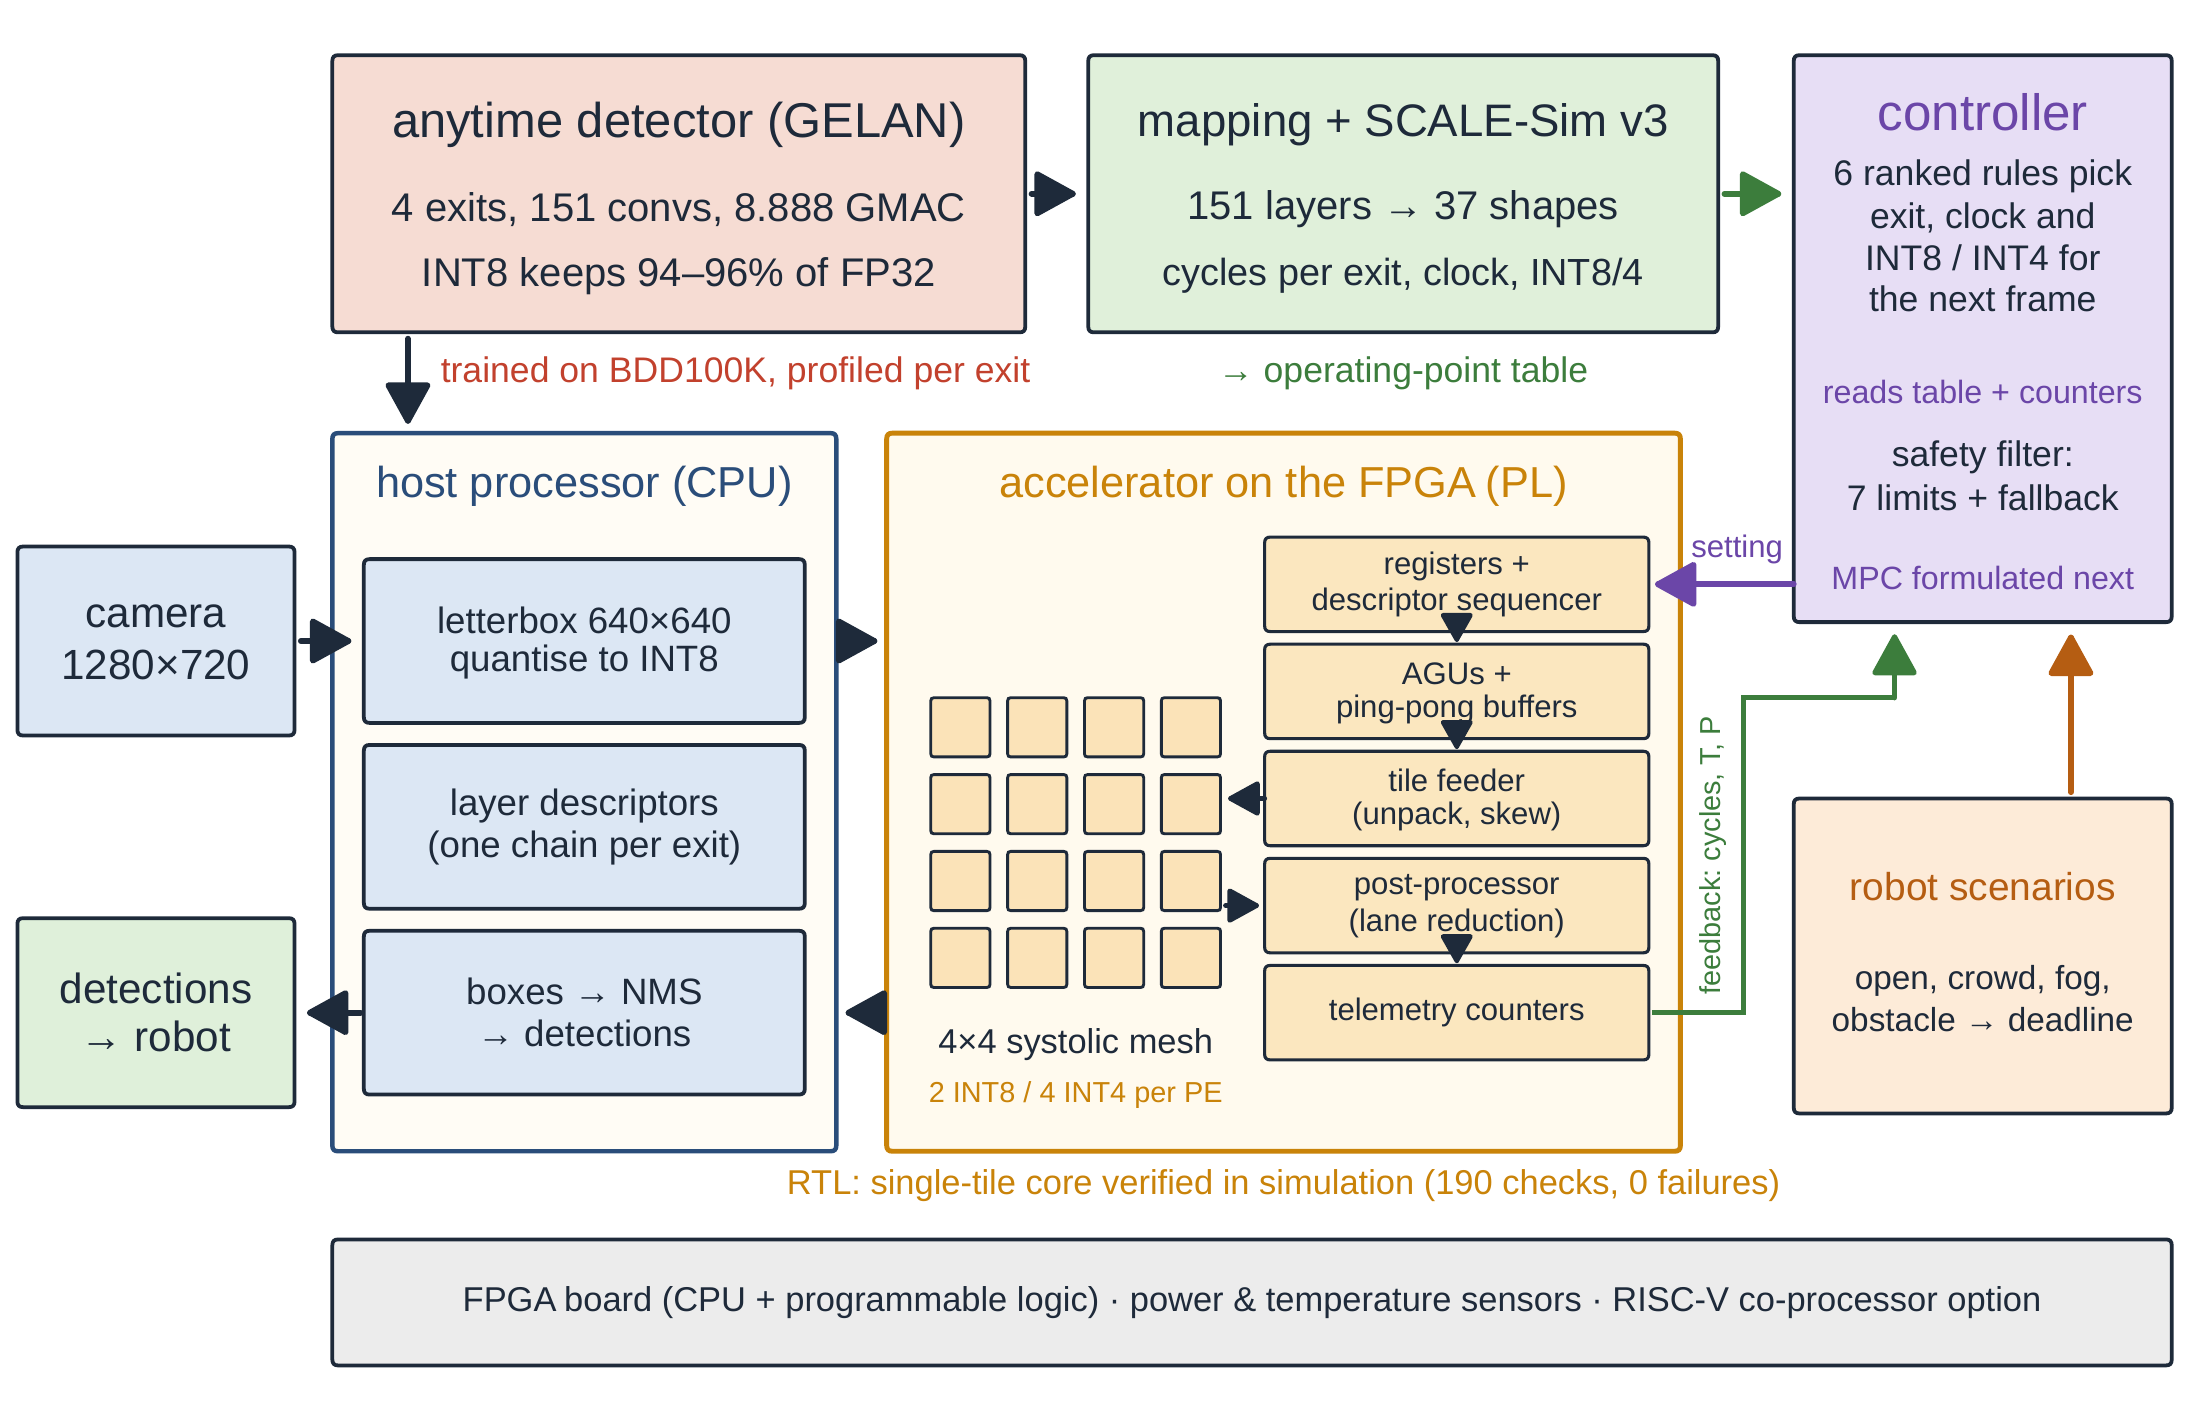 anytime detector (GELAN)
4 exits, 151 convs, 8.888 GMAC
INT8 keeps 94–96% of FP32
mapping + SCALE-Sim v3
151 layers → 37 shapes
cycles per exit, clock, INT8/4
controller
6 ranked rules pick
exit, clock and
INT8 / INT4 for
the next frame
reads table + counters
safety filter:
7 limits + fallback
MPC formulated next
trained on BDD100K, profiled per exit
→ operating-point table
host processor (CPU)
letterbox 640×640
quantise to INT8
layer descriptors
(one chain per exit)
boxes → NMS
→ detections
camera
1280×720
detections
→ robot
accelerator on the FPGA (PL)
registers +
descriptor sequencer
AGUs +
ping-pong buffers
tile feeder
(unpack, skew)
post-processor
(lane reduction)
telemetry counters
4×4 systolic mesh
2 INT8 / 4 INT4 per PE
setting
feedback: cycles, T, P
robot scenarios
open, crowd, fog,
obstacle → deadline
RTL: single-tile core verified in simulation (190 checks, 0 failures)
FPGA board (CPU + programmable logic) · power & temperature sensors · RISC-V co-processor option